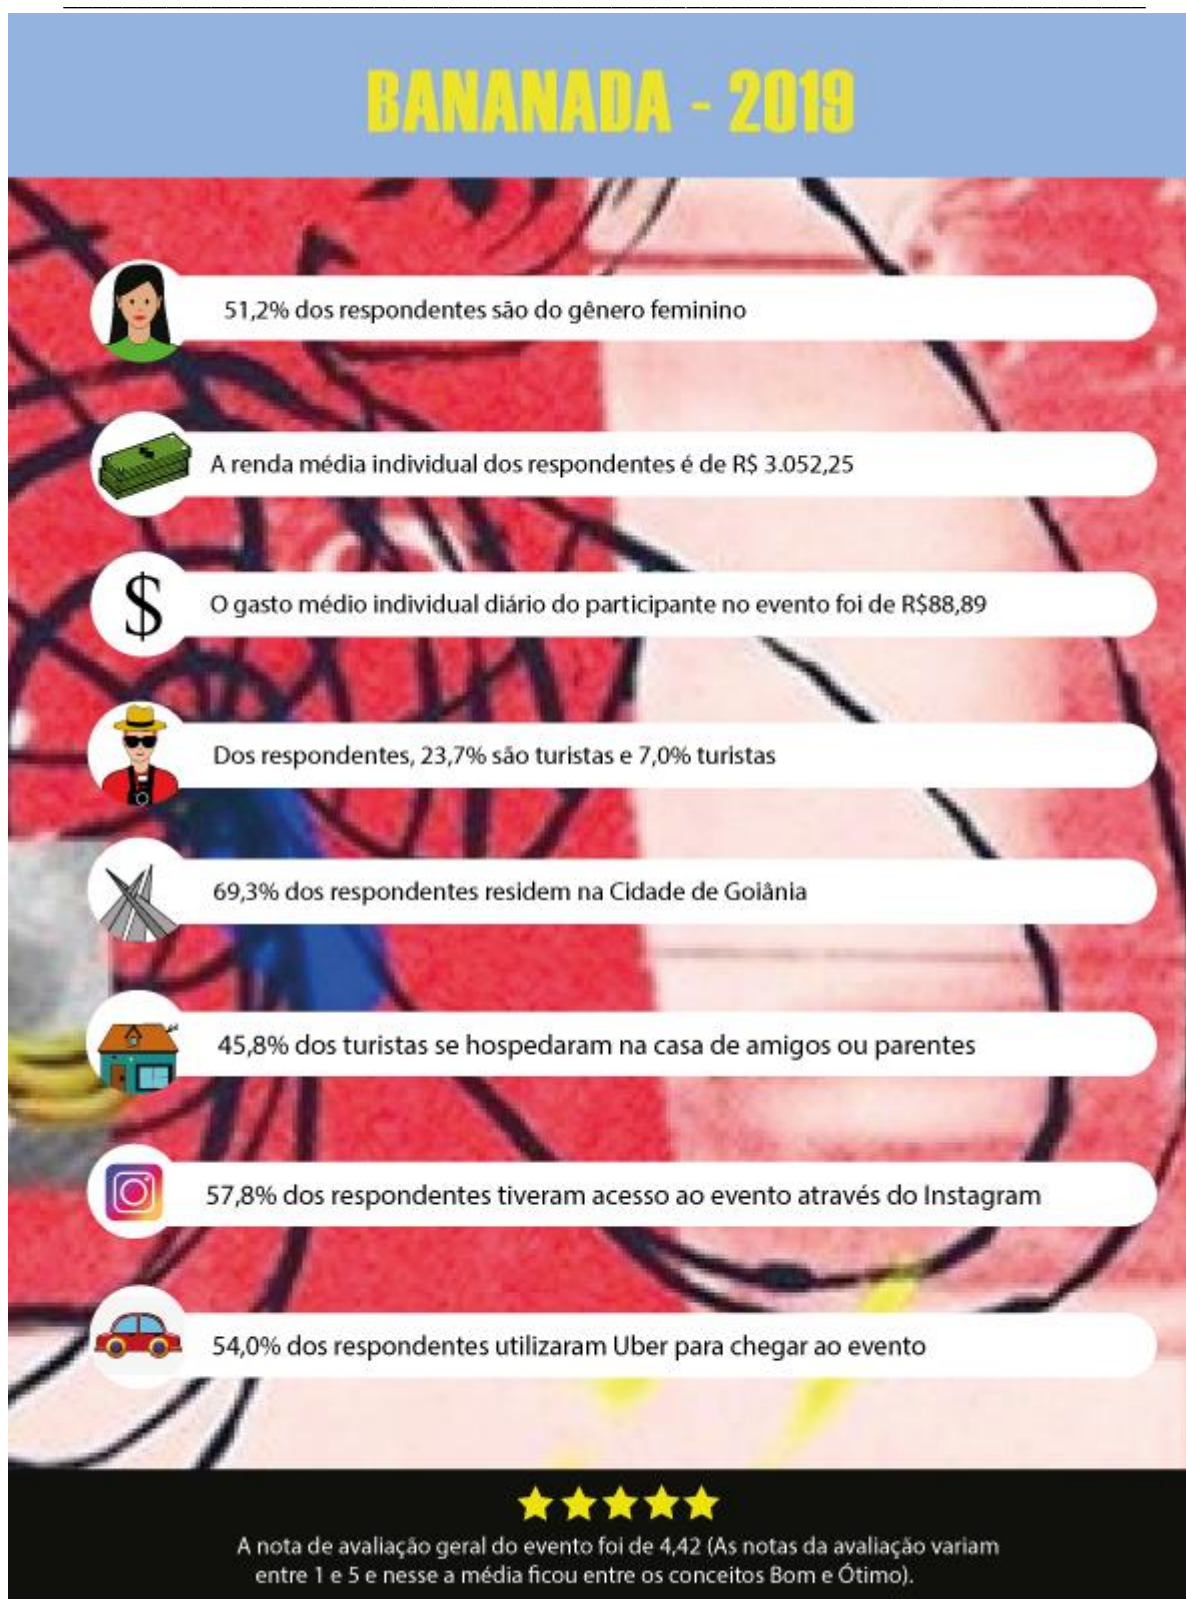 BANANADA - 2019
51,2% dos respondentes são do gênero feminino
A renda média individual dos respondentes é de R$ 3.052,25
$
O gasto médio individual diário do participante no evento foi de R$88,89
Dos respondentes, 23,7% são turistas e 7,0% turistas
69,3% dos respondentes residem na Cidade de Goiânia
45,8% dos turistas se hospedaram na casa de amigos ou parentes
57,8% dos respondentes tiveram acesso ao evento através do Instagram
54,0% dos respondentes utilizaram Uber para chegar ao evento
A nota de avaliação geral do evento foi de 4,42 (As notas da avaliação variam
entre 1 e 5 e nesse a média ficou entre os conceitos Bom e Ótimo).